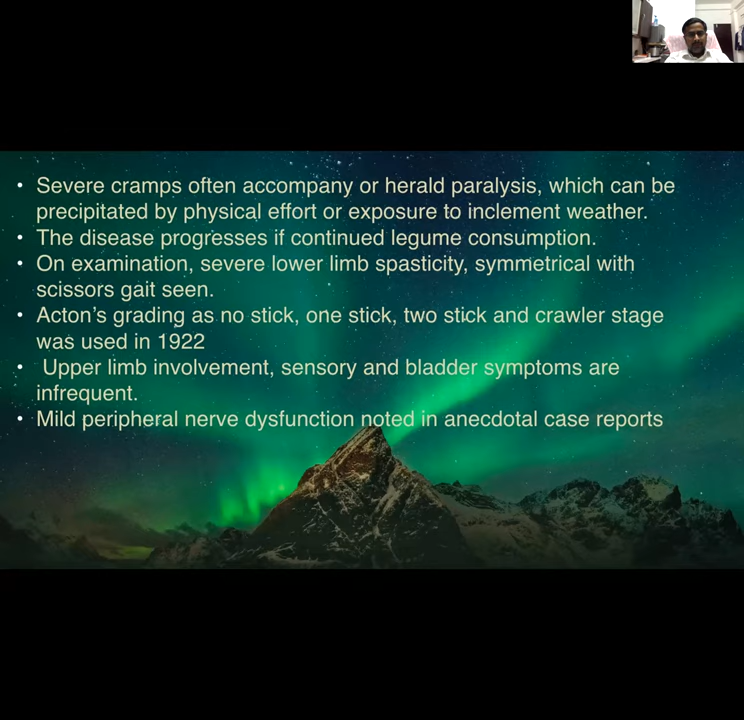 • Severe cramps often accompany or herald paralysis, which can be
precipitated by physical effort or exposure to inclement weather.
• The disease progresses if continued legume consumption.
• On examination, severe lower limb spasticity, symmetrical with
scissors gait seen.
• Acton's grading as no stick, one stick, two stick and crawler stage
was used in 1922
• Upper limb involvement, sensory and bladder symptoms are
infrequent.
• Mild peripheral nerve dysfunction noted in anecdotal case reports